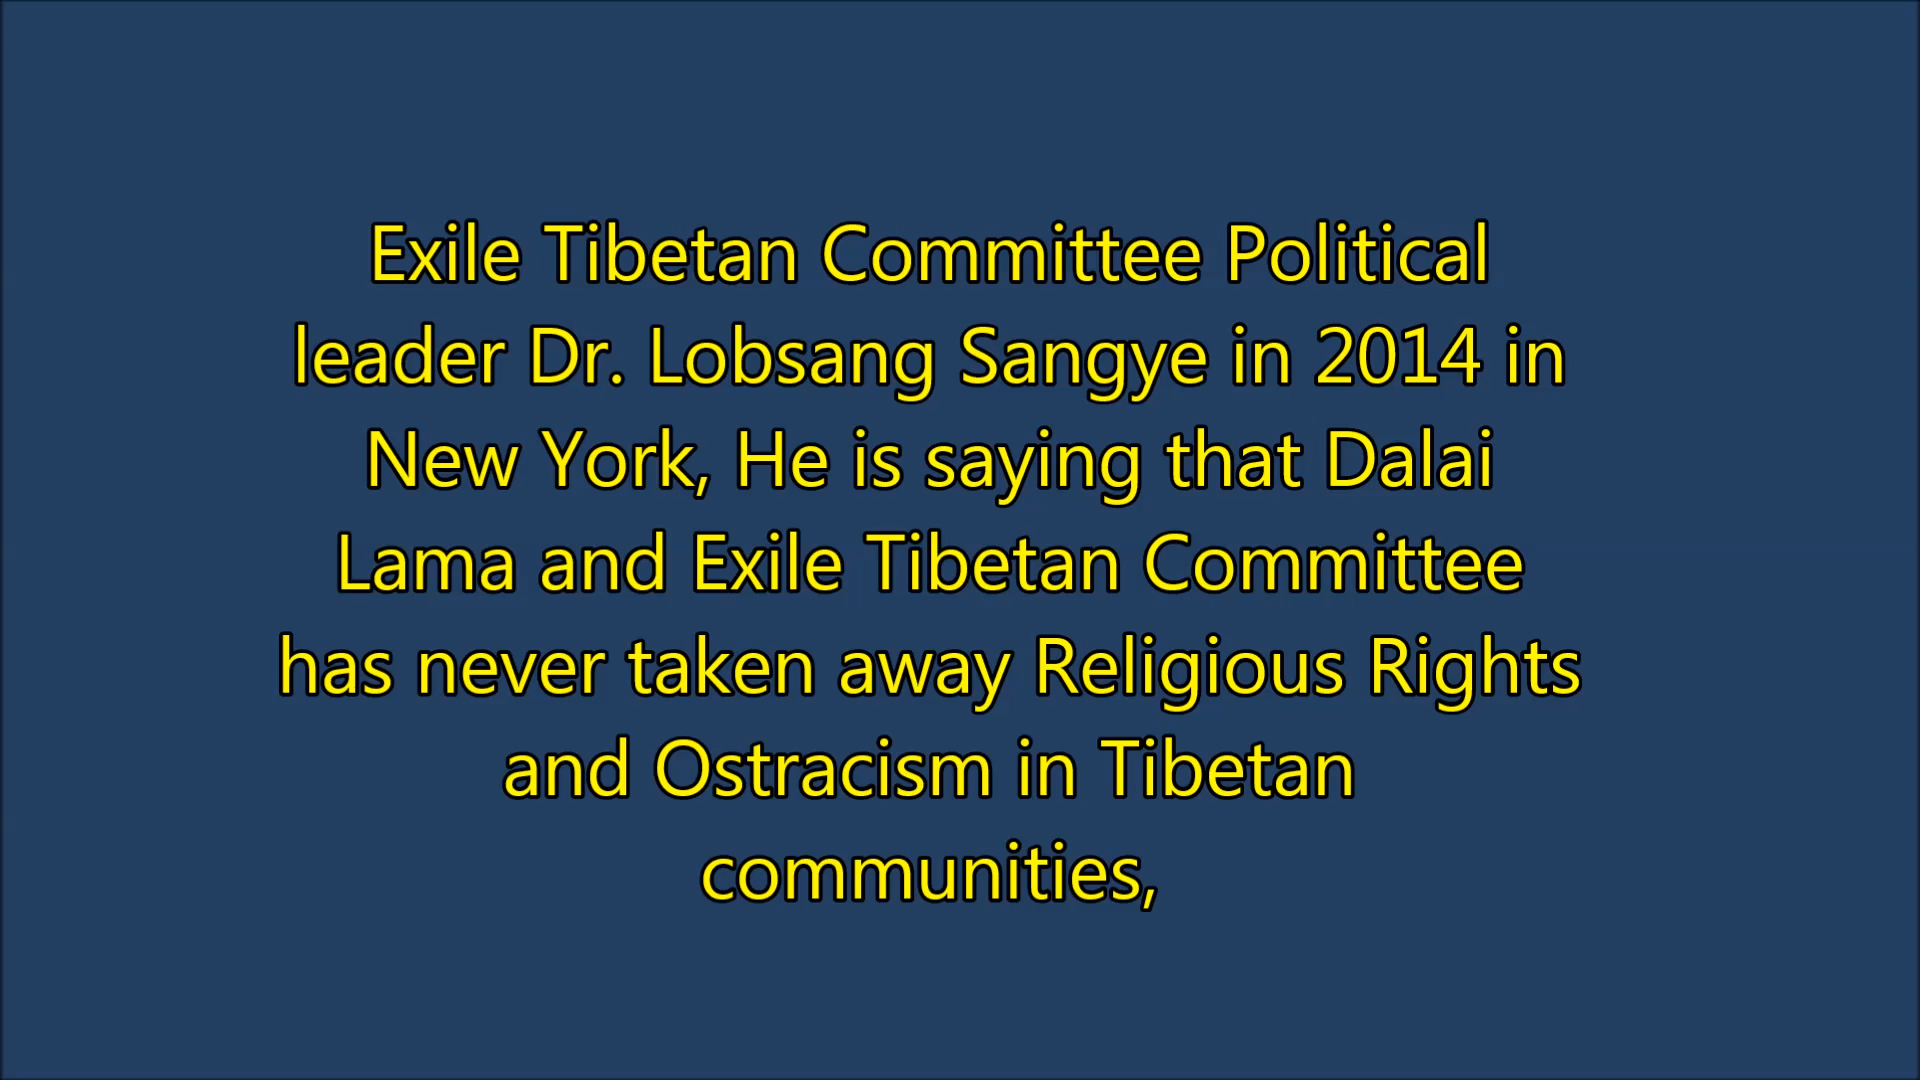 Exile Tibetan Committee Political
leader Dr. Lobsang Sangye in 2014 in
New York, He is saying that Dalai
Lama and Exile Tibetan Committee
has never taken away Religious Rights
and Ostracism in Tibetan
communities,